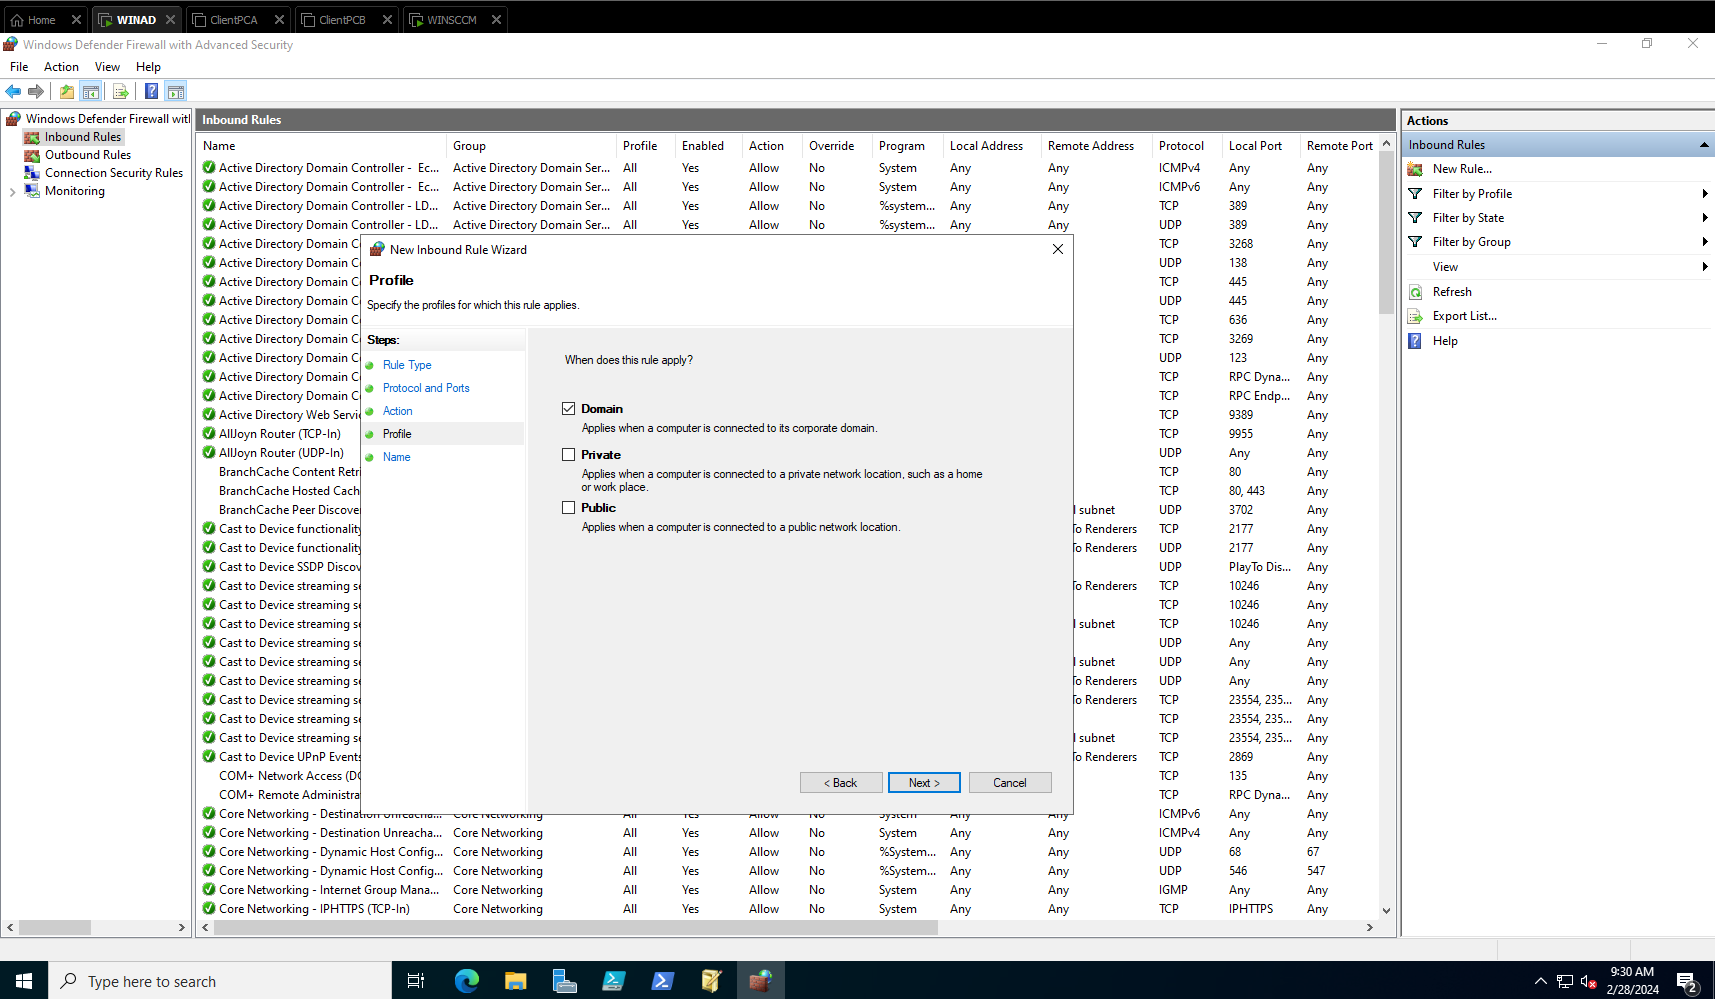 Home
WINAD
ClientPCA
ClientPCB
WINSCCM
Windows Defender Firewall with Advanced Security
File Action View Help
Windows Defender Firewall wit
Inbound Rules
Outbound Rules
Connection Security Rules
Monitoring
Inbound Rules
Name Group Profile Enabled Action Override Program Local Address Remote Address Protocol Local Port Remote Port
Active Directory Domain Controller - Ec... Active Directory Domain Ser... All Yes Allow No System Any Any ICMPv4 Any Any
Active Directory Domain Controller - Ec... Active Directory Domain Ser... All Yes Allow No System Any Any ICMPv6 Any Any
Active Directory Domain Controller - LD... Active Directory Domain Ser... All Yes Allow No %system... Any Any TCP 389 Any
Active Directory Domain Controller - LD... Active Directory Domain Ser... All Yes Allow No %system... Any Any UDP 389 Any
Active Directory Domain C TCP 3268 Any
Active Directory Domain C UDP 138 Any
Active Directory Domain C TCP 445 Any
Active Directory Domain C UDP 445 Any
Active Directory Domain C TCP 636 Any
Active Directory Domain C TCP 3269 Any
Active Directory Domain C UDP 123 Any
Active Directory Domain C TCP RPC Dyna... Any
Active Directory Domain C TCP RPC Endp... Any
Active Directory Web Servi TCP 9389 Any
AllJoyn Router (TCP-In) TCP 9955 Any
AllJoyn Router (UDP-In) UDP Any Any
BranchCache Content Retri TCP 80 Any
BranchCache Hosted Cach TCP 80, 443 Any
BranchCache Peer Discove l subnet UDP 3702 Any
Cast to Device functionality To Renderers TCP 2177 Any
Cast to Device functionality To Renderers UDP 2177 Any
Cast to Device SSDP Discov UDP PlayTo Dis... Any
Cast to Device streaming se To Renderers TCP 10246 Any
Cast to Device streaming se TCP 10246 Any
Cast to Device streaming se l subnet TCP 10246 Any
Cast to Device streaming se UDP Any Any
Cast to Device streaming se l subnet UDP Any Any
Cast to Device streaming se To Renderers UDP Any Any
Cast to Device streaming se To Renderers TCP 23554, 235... Any
Cast to Device streaming se TCP 23554, 235... Any
Cast to Device streaming se l subnet TCP 23554, 235... Any
Cast to Device UPnP Events To Renderers TCP 2869 Any
COM+ Network Access (DC TCP 135 Any
COM+ Remote Administra TCP RPC Dyna... Any
Core Networking - Destination Unreacha... Core Networking All Yes Allow No System Any Any ICMPv6 Any Any
Core Networking - Destination Unreacha... Core Networking All Yes Allow No System Any Any ICMPv4 Any Any
Core Networking - Dynamic Host Config... Core Networking All Yes Allow No %System... Any Any UDP 68 67
Core Networking - Dynamic Host Config... Core Networking All Yes Allow No %System... Any Any UDP 546 547
Core Networking - Internet Group Mana... Core Networking All Yes Allow No System Any Any IGMP Any Any
Core Networking - IPHTTPS (TCP-In) Core Networking All Yes Allow No System Any Any TCP IPHTTPS Any
New Inbound Rule Wizard
Profile
Specify the profiles for which this rule applies.
Steps:
Rule Type
Protocol and Ports
Action
Profile
Name
When does this rule apply?
Domain
Applies when a computer is connected to its corporate domain.
Private
Applies when a computer is connected to a private network location, such as a home
or work place.
Public
Applies when a computer is connected to a public network location.
< Back Next > Cancel
Actions
Inbound Rules
New Rule...
Filter by Profile
Filter by State
Filter by Group
View
Refresh
Export List...
Help
Type here to search
9:30 AM
2/28/2024
2